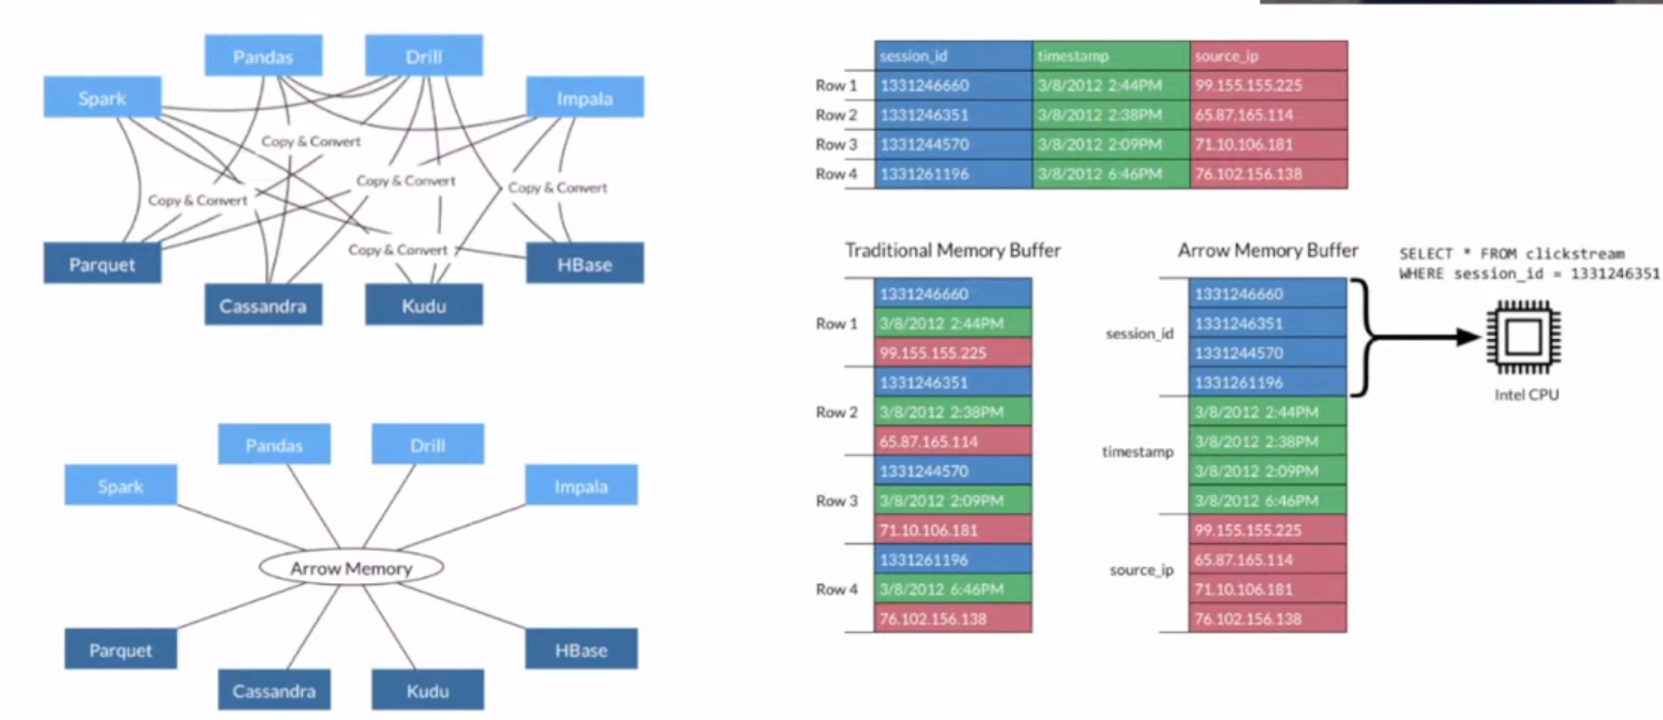 Pandas
Drill
Spark
Impala
Copy & Convert
Copy & Convert
Copy & Convert
Copy & Convert
Copy & Convert
Parquet
HBase
Cassandra
Kudu
Pandas
Drill
Spark
Impala
Arrow Memory
Parquet
HBase
Cassandra
Kudu
session_id timestamp source_ip
Row 1 1331246660 3/8/2012 2:44PM 99.155.155.225
Row 2 1331246351 3/8/2012 2:38PM 65.87.165.114
Row 3 1331244570 3/8/2012 2:09PM 71.10.106.181
Row 4 1331261196 3/8/2012 6:46PM 76.102.156.138
Traditional Memory Buffer
Row 1
1331246660
3/8/2012 2:44PM
99.155.155.225
Row 2
1331246351
3/8/2012 2:38PM
65.87.165.114
Row 3
1331244570
3/8/2012 2:09PM
71.10.106.181
Row 4
1331261196
3/8/2012 6:46PM
76.102.156.138
Arrow Memory Buffer
session_id
1331246660
1331246351
1331244570
1331261196
timestamp
3/8/2012 2:44PM
3/8/2012 2:38PM
3/8/2012 2:09PM
3/8/2012 6:46PM
source_ip
99.155.155.225
65.87.165.114
71.10.106.181
76.102.156.138
SELECT * FROM clickstream
WHERE session_id = 1331246351
Intel CPU